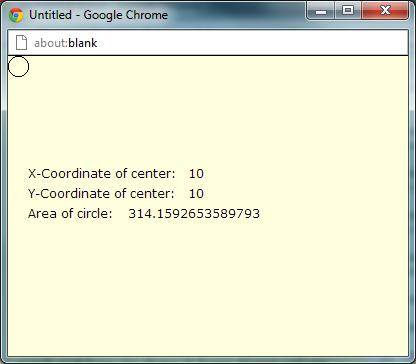 Untitled - Google Chrome
about:blank
X-Coordinate of center: 10
Y-Coordinate of center: 10
Area of circle: 314.1592653589793